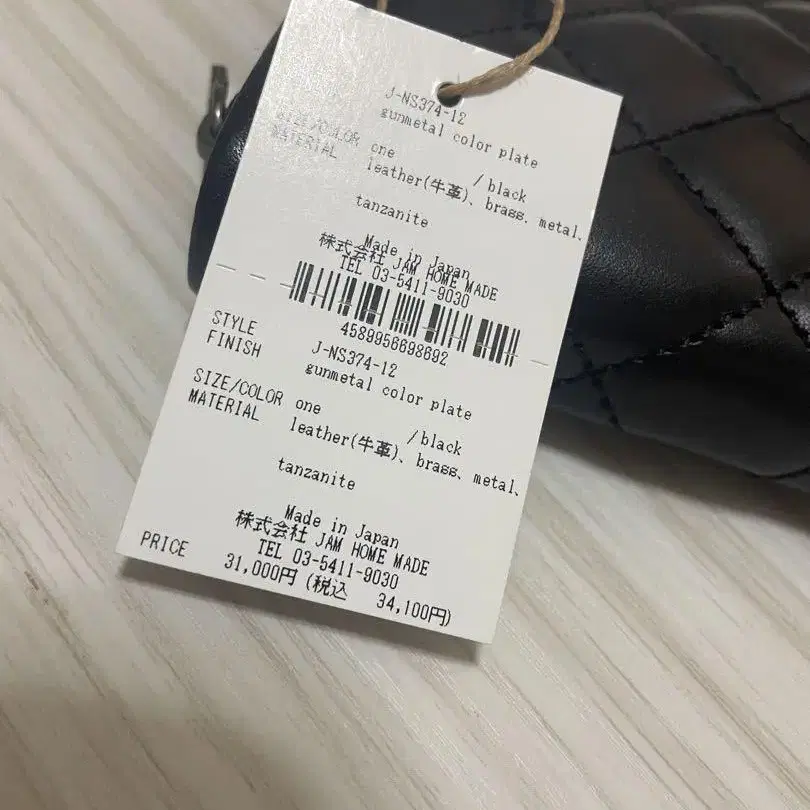 J-NS374-12
gunmetal color plate
SIZE/COLOR one /black
MATERIAL leather(牛革)、brass、metal、
tanzanite
Made in Japan
株式会社 JAM HOME MADE
TEL 03-5411-9030
4589956698692
STYLE J-NS374-12
FINISH gunmetal color plate
SIZE/COLOR one /black
MATERIAL leather(牛革)、brass、metal、
tanzanite
Made in Japan
株式会社 JAM HOME MADE
TEL 03-5411-9030
PRICE 31,000円(税込 34,100円)